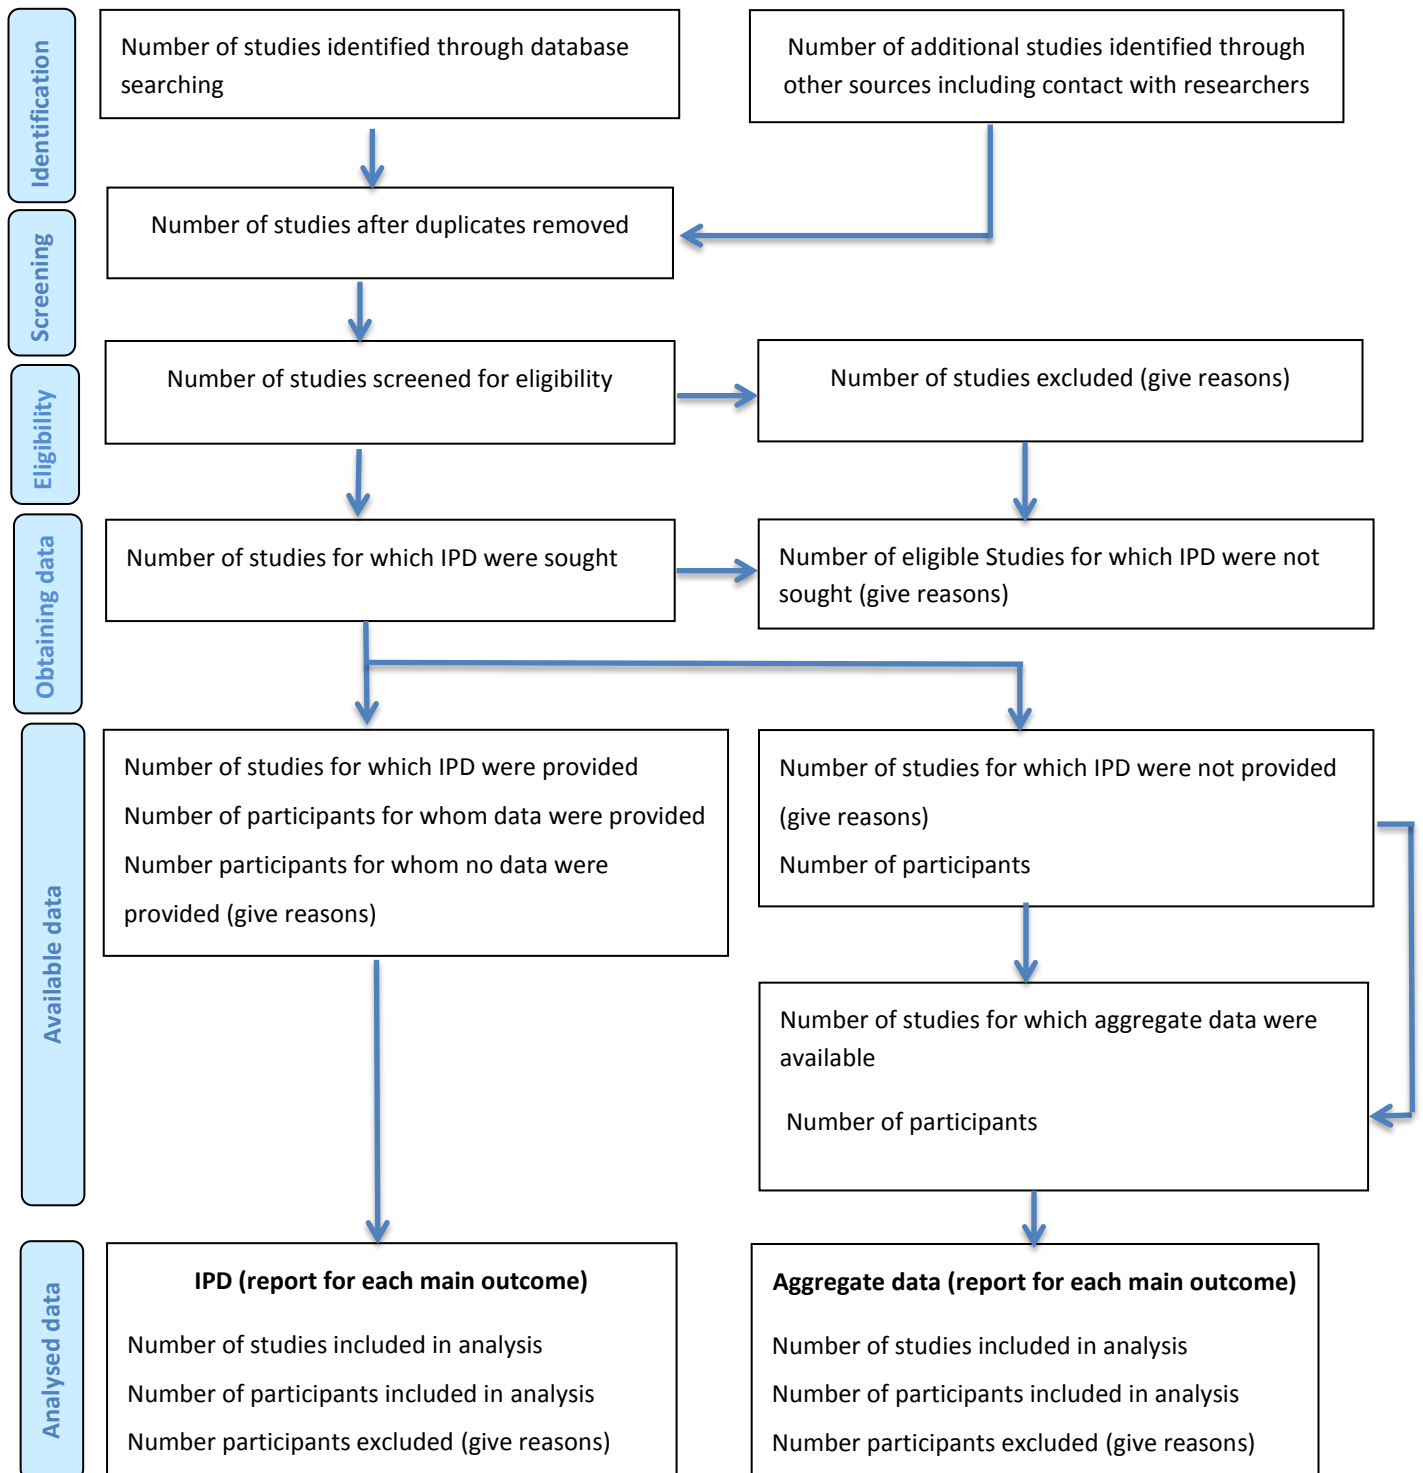 Identification
Number of studies identified through database
searching
Number of additional studies identified through
other sources including contact with researchers
Screening
Number of studies after duplicates removed
Eligibility
Number of studies screened for eligibility
Number of studies excluded (give reasons)
Obtaining data
Number of studies for which IPD were sought
Number of eligible Studies for which IPD were not
sought (give reasons)
Available data
Number of studies for which IPD were provided
Number of participants for whom data were provided
Number participants for whom no data were
provided (give reasons)
Number of studies for which IPD were not provided
(give reasons)
Number of participants
Number of studies for which aggregate data were
available
Number of participants
Analysed data
IPD (report for each main outcome)
Number of studies included in analysis
Number of participants included in analysis
Number participants excluded (give reasons)
Aggregate data (report for each main outcome)
Number of studies included in analysis
Number of participants included in analysis
Number participants excluded (give reasons)